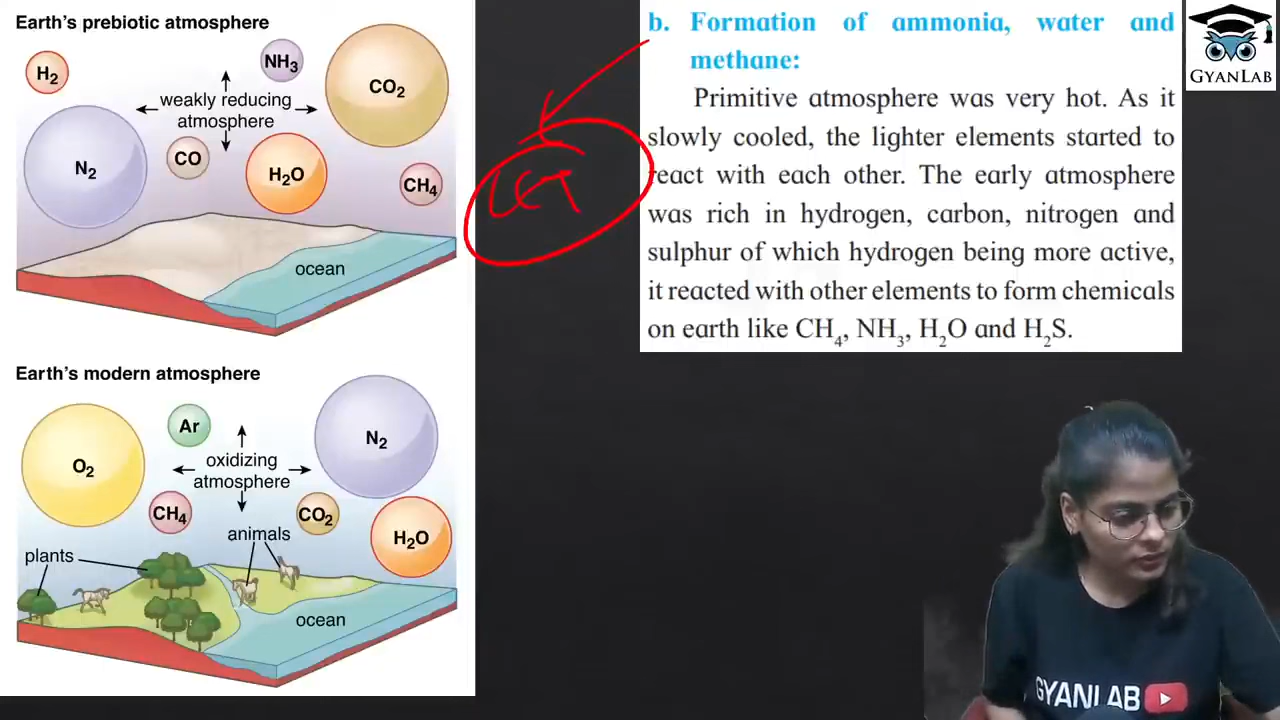 Earth's prebiotic atmosphere
H2
NH3
CO2
weakly reducing
atmosphere
N2
CO
H2O
CH4
ocean
Earth's modern atmosphere
O2
Ar
N2
oxidizing
atmosphere
CH4
CO2
H2O
animals
plants
ocean
CET
b. Formation of ammonia, water and
methane:
Primitive atmosphere was very hot. As it
slowly cooled, the lighter elements started to
react with each other. The early atmosphere
was rich in hydrogen, carbon, nitrogen and
sulphur of which hydrogen being more active,
it reacted with other elements to form chemicals
on earth like CH₄, NH₃, H₂O and H₂S.
GYANLAB
GYANLAB